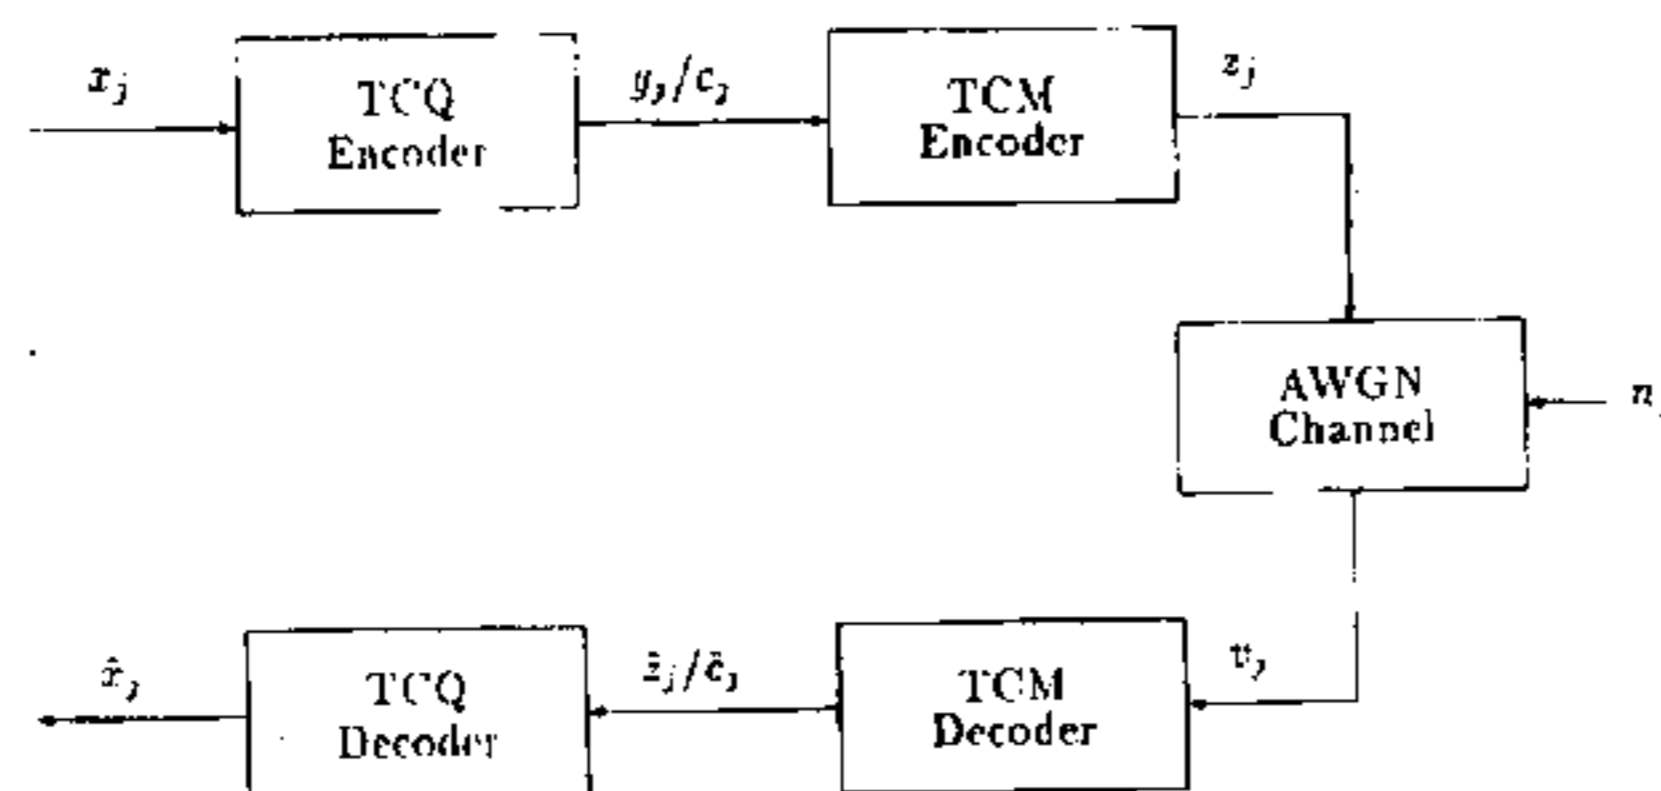 x_j
TCQ
Encoder
y_j/c_j
TCM
Encoder
z_j
AWGN
Channel
n
v_j
TCM
Decoder
ẑ_j/ĉ_j
TCQ
Decoder
x̂_j